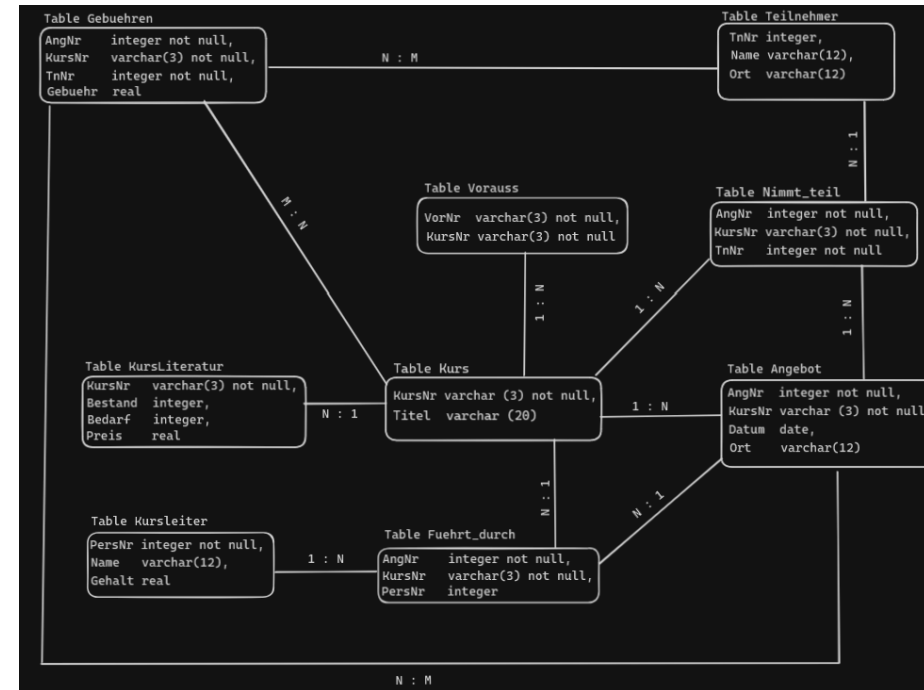 Table Gebuehren
AngNr integer not null,
KursNr varchar(3) not null,
TnNr integer not null,
Gebuehr real
N : M
Table Teilnehmer
TnNr integer,
Name varchar(12),
Ort varchar(12)
N : 1
M : N
Table Vorauss
VorNr varchar(3) not null,
KursNr varchar(3) not null
Table Nimmt_teil
AngNr integer not null,
KursNr varchar(3) not null,
TnNr integer not null
1 : N
1 : N
1 : N
Table KursLiteratur
KursNr varchar(3) not null,
Bestand integer,
Bedarf integer,
Preis real
N : 1
Table Kurs
KursNr varchar (3) not null,
Titel varchar (20)
1 : N
Table Angebot
AngNr integer not null,
KursNr varchar (3) not null
Datum date,
Ort varchar(12)
N : 1
N : 1
Table Kursleiter
PersNr integer not null,
Name varchar(12),
Gehalt real
1 : N
Table Fuehrt_durch
AngNr integer not null,
KursNr varchar(3) not null,
PersNr integer
N : M